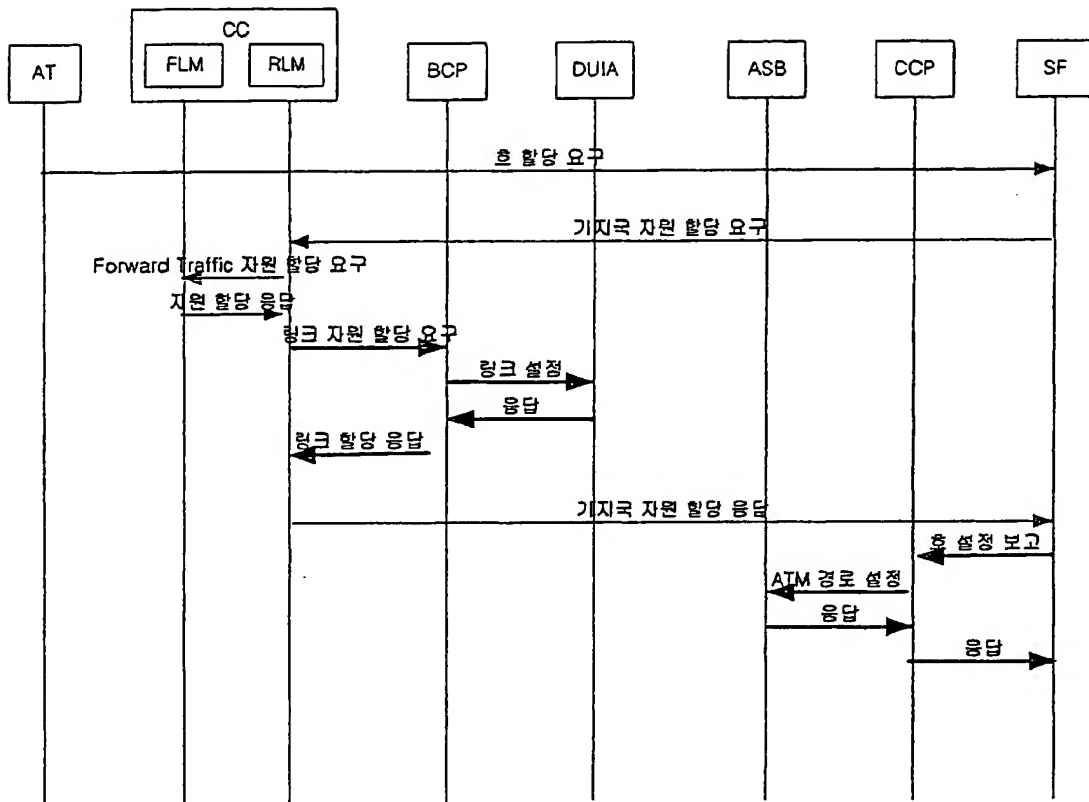 CC
AT
FLM
RLM
BCP
DUIA
ASB
CCP
SF
호 할당 요구
기지국 자원 할당 요구
Forward Traffic 자원 할당 요구
자원 할당 응답
링크 자원 할당 요구
링크 설정
응답
링크 할당 응답
기지국 자원 할당 응답
호 설정 보고
ATM 경로 설정
응답
응답